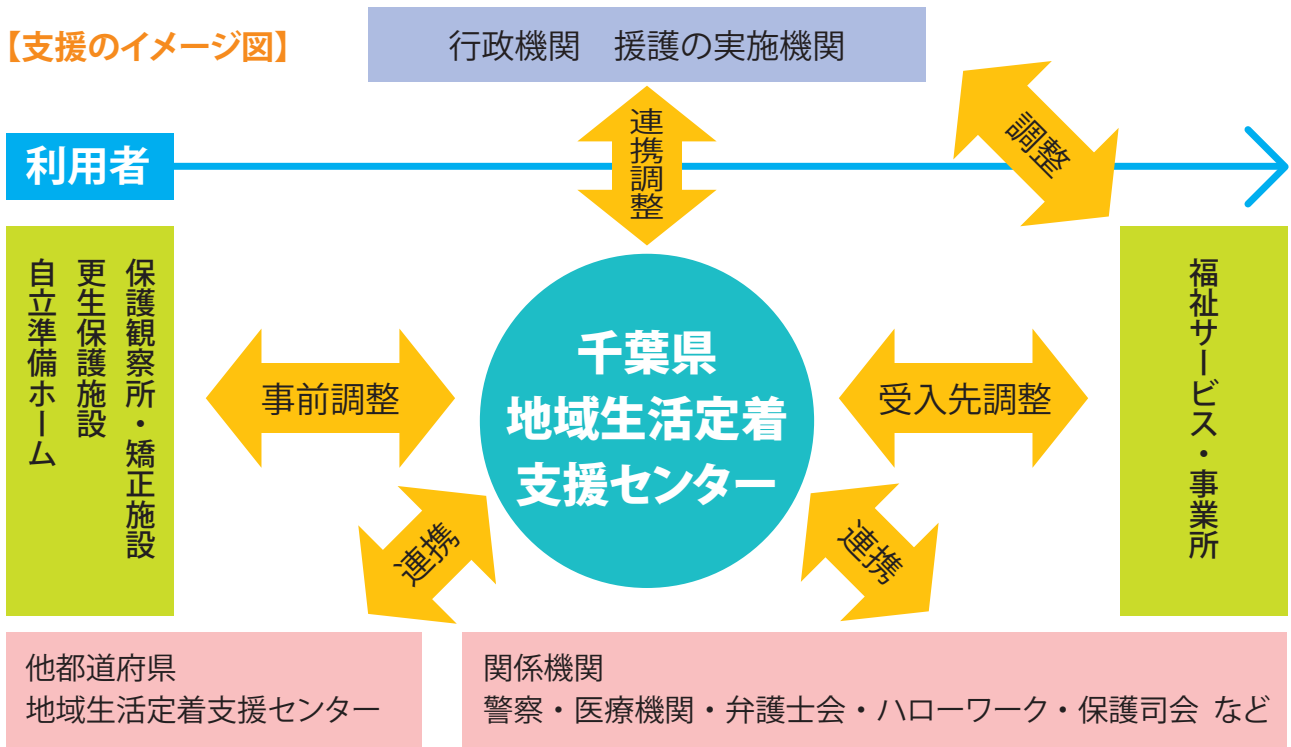 【支援のイメージ図】
行政機関　援護の実施機関
連携調整
調整
利用者
保護観察所・矯正施設
更生保護施設
自立準備ホーム
事前調整
千葉県
地域生活定着
支援センター
受入先調整
福祉サービス・事業所
連携
連携
他都道府県
地域生活定着支援センター
関係機関
警察・医療機関・弁護士会・ハローワーク・保護司会 など